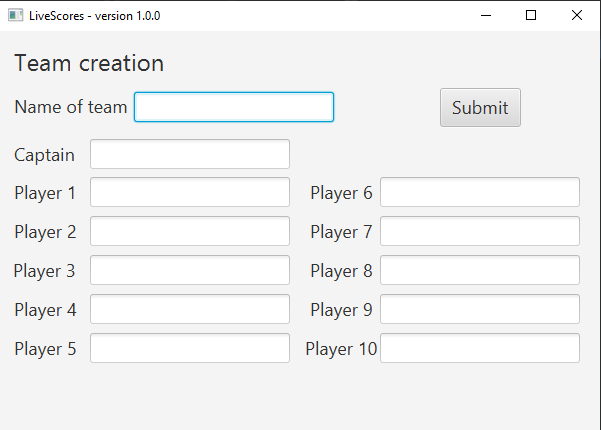 LiveScores - version 1.0.0
Team creation
Name of team Submit
Captain
Player 1 Player 6
Player 2 Player 7
Player 3 Player 8
Player 4 Player 9
Player 5 Player 10